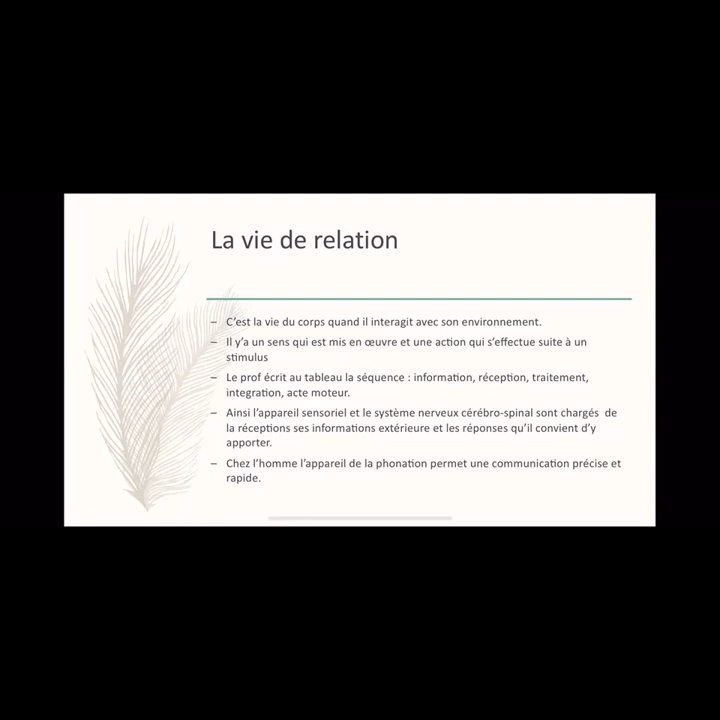 La vie de relation
– C'est la vie du corps quand il interagit avec son environnement.
– Il y'a un sens qui est mis en œuvre et une action qui s'effectue suite à un
stimulus
– Le prof écrit au tableau la séquence : information, réception, traitement,
integration, acte moteur.
– Ainsi l'appareil sensoriel et le système nerveux cérébro-spinal sont chargés de
la réceptions ses informations extérieure et les réponses qu'il convient d'y
apporter.
– Chez l'homme l'appareil de la phonation permet une communication précise et
rapide.